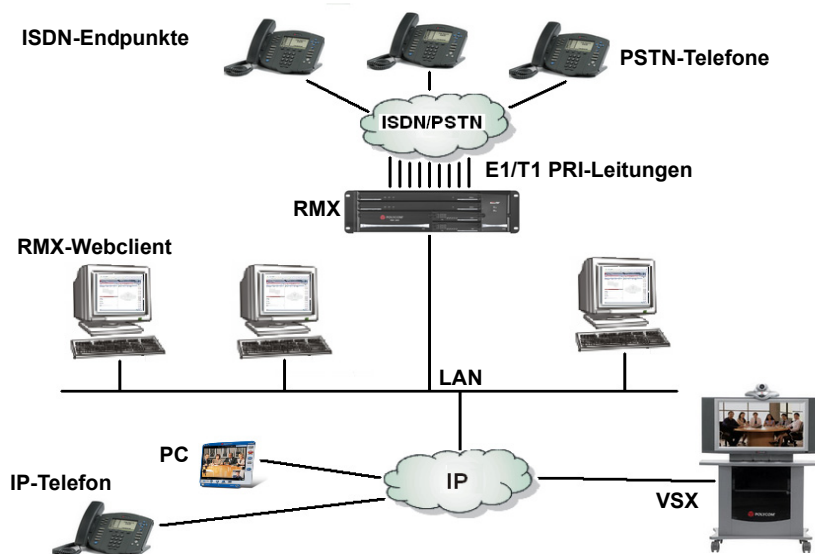 ISDN-Endpunkte
PSTN-Telefone
ISDN/PSTN
E1/T1 PRI-Leitungen
RMX
RMX-Webclient
LAN
PC
IP
IP-Telefon
VSX
POLYCOM